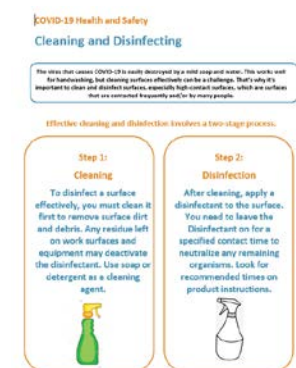 COVID-19 Health and Safety
Cleaning and Disinfecting
The virus that causes COVID-19 is easily destroyed by a mild soap and water. This works well
for handwashing, but cleaning surfaces effectively can be a challenge. That's why it's
important to clean and disinfect surfaces, especially high-contact surfaces, which are surfaces
that are contacted frequently and/or by many people.
Effective cleaning and disinfection involves a two-stage process.
Step 1:
Cleaning
To disinfect a surface
effectively, you must clean it
first to remove surface dirt
and debris. Any residue left
on work surfaces and
equipment may deactivate
the disinfectant. Use soap or
detergent as a cleaning
agent.
Step 2:
Disinfection
After cleaning, apply a
disinfectant to the surface.
You need to leave the
Disinfectant on for a
specified contact time to
neutralize any remaining
organisms. Look for
recommended times on
product instructions.